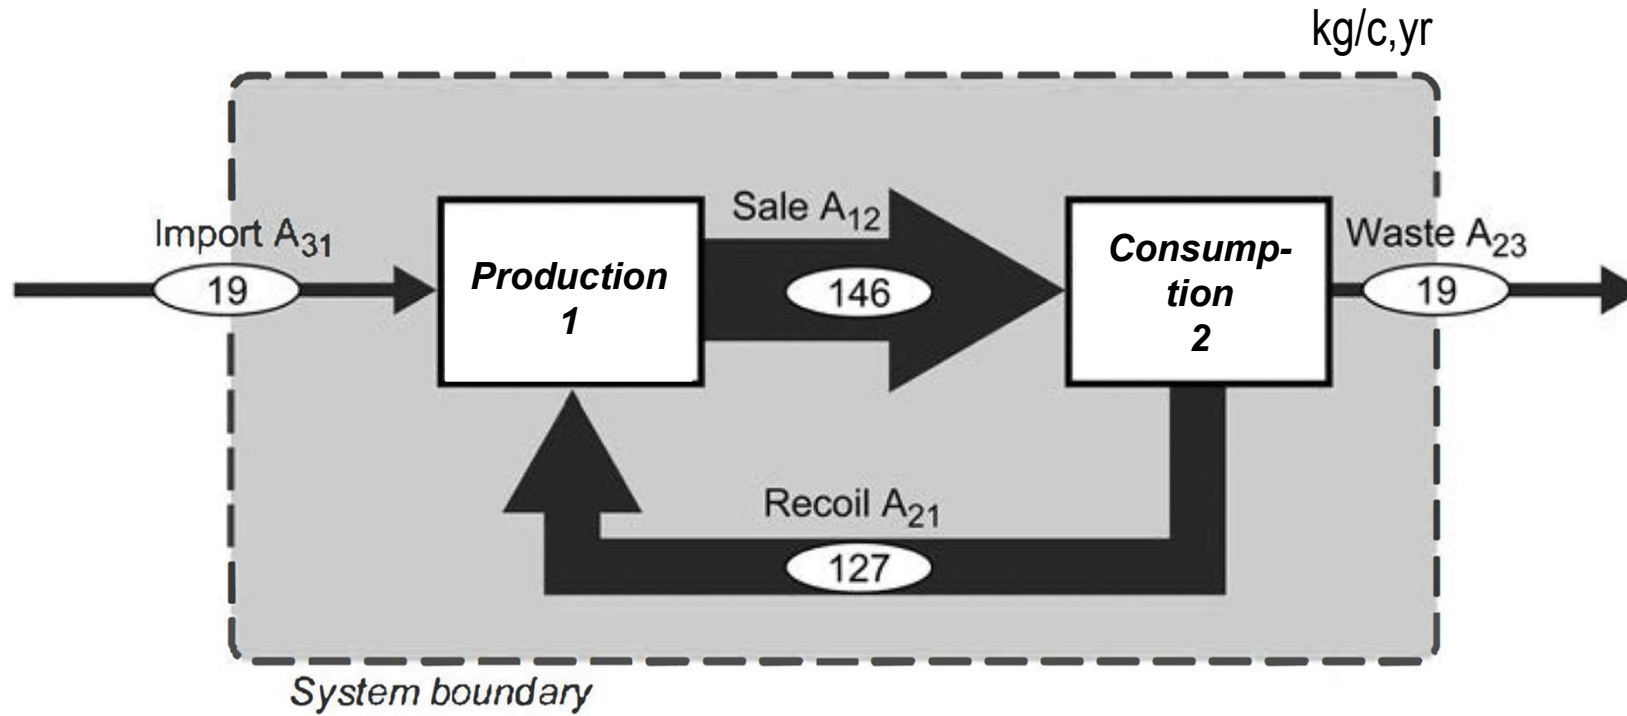 kg/c,yr
Import A31
19
Production
1
Sale A12
146
Consump-
tion
2
Waste A23
19
Recoil A21
127
System boundary